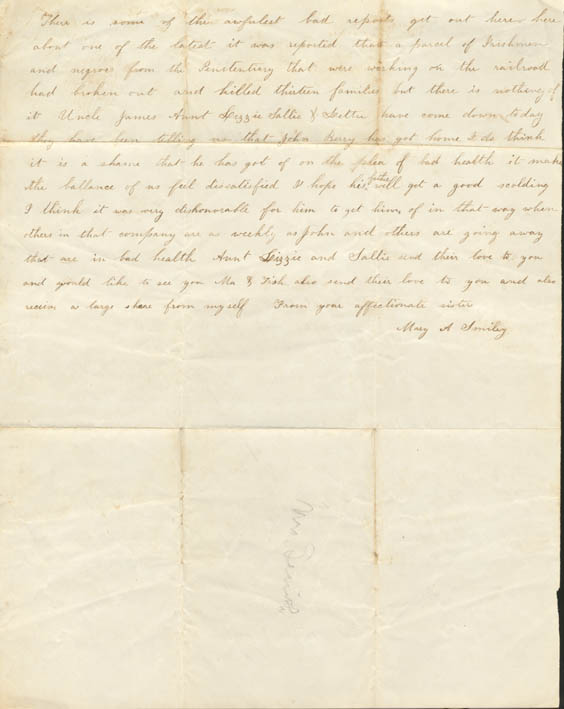 There is some of the awfulest bad reports get out here here
about one of the latest it was reported that a parcel of Irishmen
and negroes from the Penitentiary that were working on the railroad
had broken out and killed thirteen families but there is nothing of
it Uncle James Aunt Lizzie Sallie & Gettie have come down today
they have been telling us that John Berry has got home I do think
it is a shame that he has got of on the plea of bad health it make
the ballance of us feel dissatisfied I hope his father will get a good scolding
I think it was very dishonorable for him to get him of in that way when
others in that company are as weekly as John and others are going away
that are in bad health Aunt Lizzie and Sallie send their love to you
and would like to see you Ma & Tish also send their love to you and also
receive a large share from myself From your affectionate sister
Mary A Smiley
Mrs